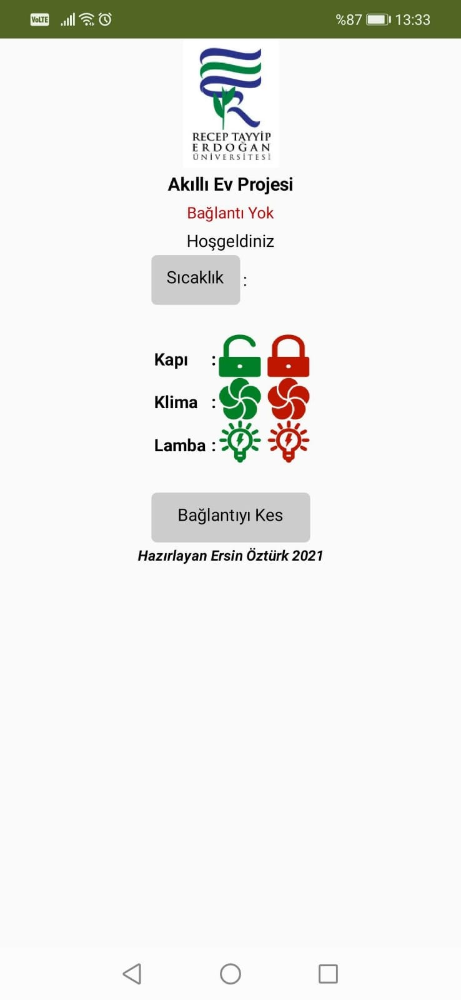 VoLTE %87 13:33
RECEP TAYYİP
ERDOĞAN
ÜNİVERSİTESİ
Akıllı Ev Projesi
Bağlantı Yok
Hoşgeldiniz
Sıcaklık :
Kapı :
Klima :
Lamba :
Bağlantıyı Kes
Hazırlayan Ersin Öztürk 2021